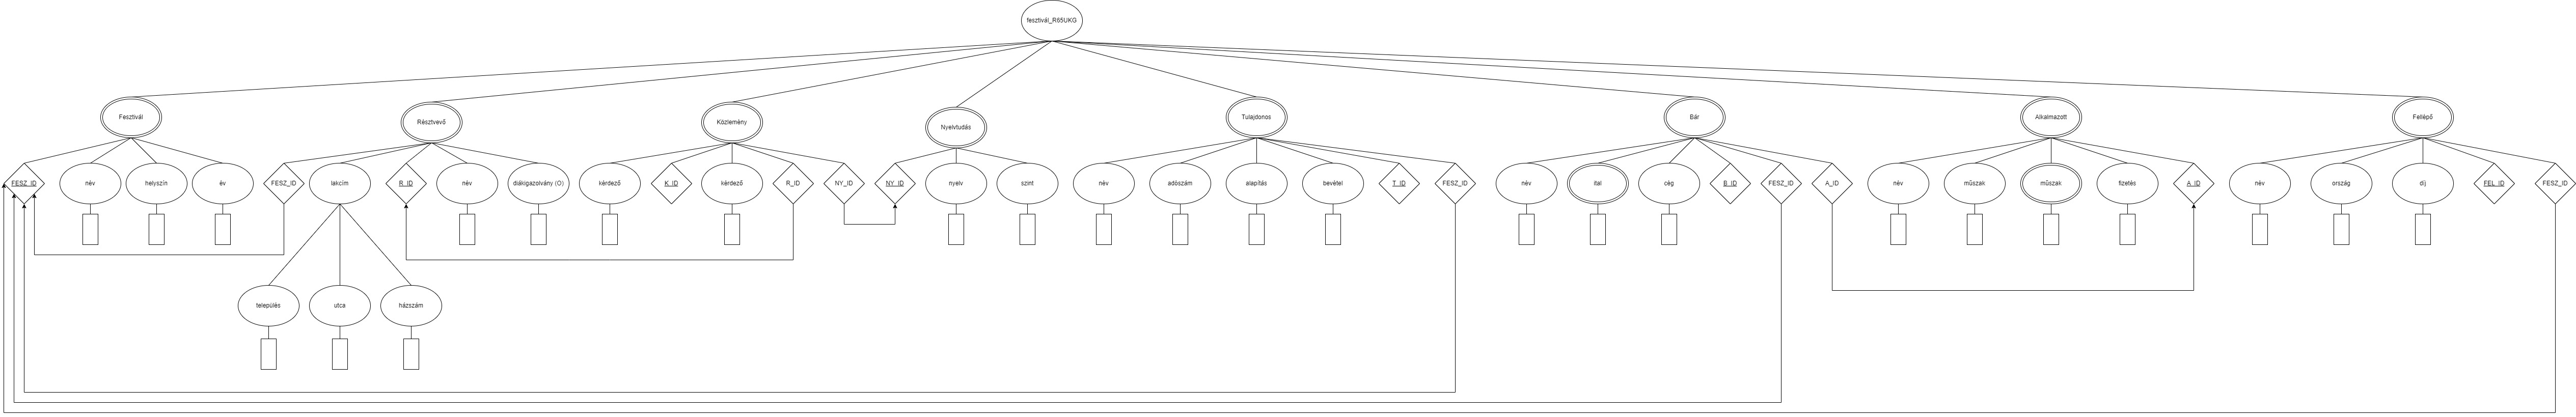 fesztivál_R65UKG
Fesztivál
Résztvevő
Közlemény
Nyelvtudás
Tulajdonos
Bár
Alkalmazott
Fellépő
FESZ_ID
név
helyszín
év
FESZ_ID
lakcím
R_ID
név
diákigazolvány (O)
kérdező
K_ID
kérdező
R_ID
NY_ID
NY_ID
nyelv
szint
név
adószám
alapítás
bevétel
T_ID
FESZ_ID
név
ital
cég
B_ID
FESZ_ID
A_ID
név
műszak
műszak
fizetés
A_ID
név
ország
díj
FEL_ID
FESZ_ID
település
utca
házszám